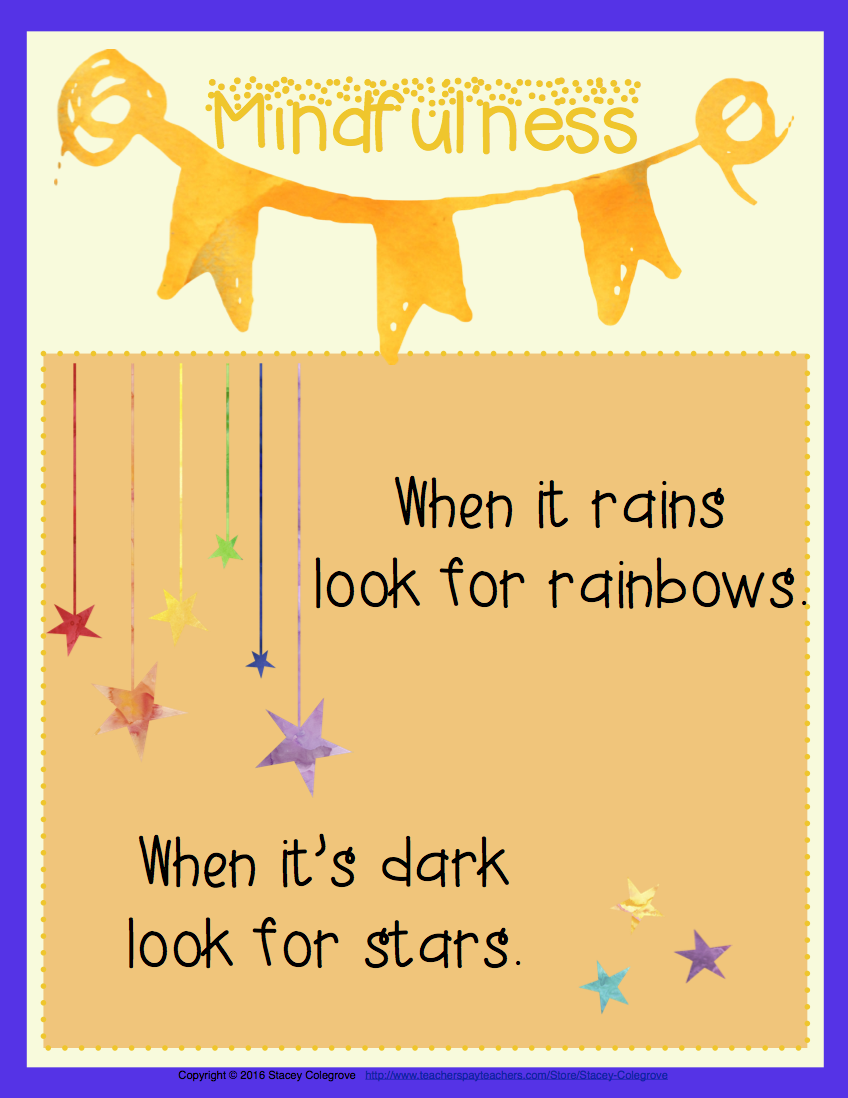 Mindfulness
When it rains
look for rainbows.
When it's dark
look for stars.
Copyright © 2016 Stacey Colegrove http://www.teacherspayteachers.com/Store/Stacey-Colegrove